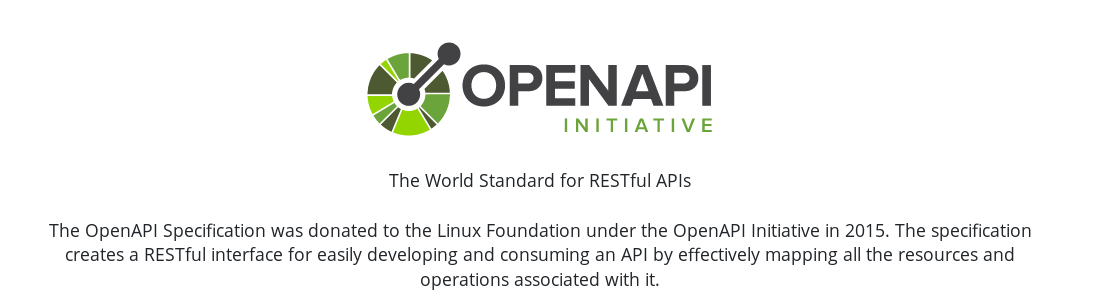 OPENAPI
INITIATIVE
The World Standard for RESTful APIs
The OpenAPI Specification was donated to the Linux Foundation under the OpenAPI Initiative in 2015. The specification
creates a RESTful interface for easily developing and consuming an API by effectively mapping all the resources and
operations associated with it.